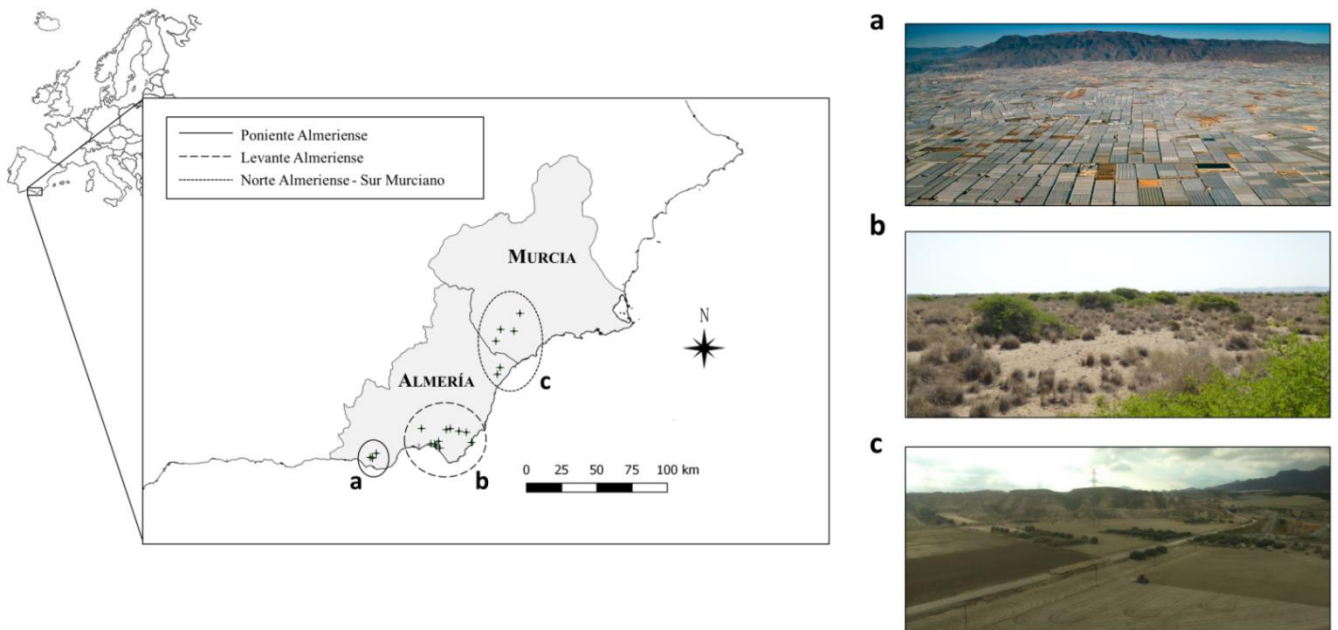 Poniente Almeriense
Levante Almeriense
Norte Almeriense - Sur Murciano
MURCIA
N
ALMERÍA
c
a
b
0 25 50 75 100 km
a
b
c